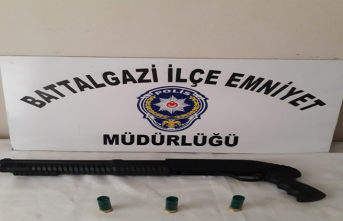 BATTALGAZİ İLÇE EMNİYET
POLİS
MÜDÜRLÜĞÜ